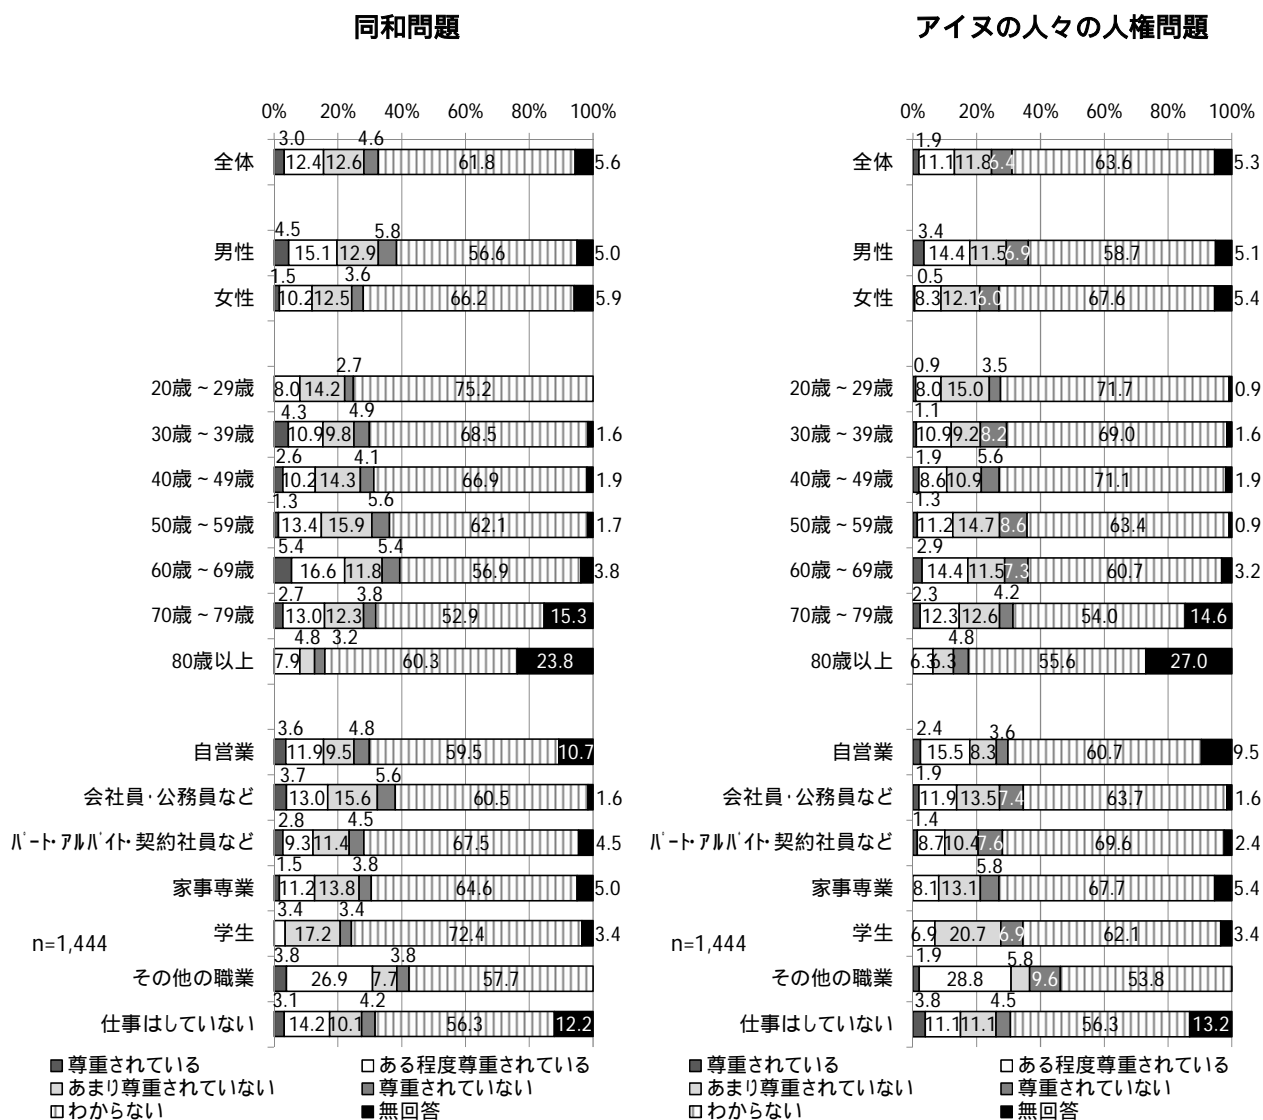 同和問題
0% 20% 40% 60% 80% 100%
3.0 4.6
全体 12.4 12.6 61.8 5.6
4.5 5.8
男性 15.1 12.9 56.6 5.0
1.5 3.6
女性 10.2 12.5 66.2 5.9
2.7
20歳~29歳 8.0 14.2 75.2
4.3 4.9
30歳~39歳 10.9 9.8 68.5 1.6
2.6 4.1
40歳~49歳 10.2 14.3 66.9 1.9
1.3 5.6
50歳~59歳 13.4 15.9 62.1 1.7
5.4 5.4
60歳~69歳 16.6 11.8 56.9 3.8
2.7 3.8
70歳~79歳 13.0 12.3 52.9 15.3
4.8 3.2
80歳以上 7.9 60.3 23.8
3.6 4.8
自営業 11.9 9.5 59.5 10.7
3.7 5.6
会社員・公務員など 13.0 15.6 60.5 1.6
2.8 4.5
ﾊﾟｰﾄ・ｱﾙﾊﾞｲﾄ・契約社員など 9.3 11.4 67.5 4.5
1.5 3.8
家事専業 11.2 13.8 64.6 5.0
3.4 3.4
学生 17.2 72.4 3.4
n=1,444
3.8 3.8
その他の職業 26.9 7.7 57.7
3.1 4.2
仕事はしていない 14.2 10.1 56.3 12.2
尊重されている ある程度尊重されている
あまり尊重されていない 尊重されていない
わからない 無回答
アイヌの人々の人権問題
0% 20% 40% 60% 80% 100%
1.9
全体 11.1 11.8 6.4 63.6 5.3
3.4
男性 14.4 11.5 6.9 58.7 5.1
0.5
女性 8.3 12.1 6.0 67.6 5.4
0.9 3.5
20歳~29歳 8.0 15.0 71.7 0.9
1.1
30歳~39歳 10.9 9.2 8.2 69.0 1.6
1.9 5.6
40歳~49歳 8.6 10.9 71.1 1.9
1.3
50歳~59歳 11.2 14.7 8.6 63.4 0.9
2.9
60歳~69歳 14.4 11.5 7.3 60.7 3.2
2.3 4.2
70歳~79歳 12.3 12.6 54.0 14.6
4.8
80歳以上 6.3 6.3 55.6 27.0
2.4 3.6
自営業 15.5 8.3 60.7 9.5
1.9
会社員・公務員など 11.9 13.5 7.4 63.7 1.6
1.4
ﾊﾟｰﾄ・ｱﾙﾊﾞｲﾄ・契約社員など 8.7 10.4 7.6 69.6 2.4
5.8
家事専業 8.1 13.1 67.7 5.4
学生 6.9 20.7 6.9 62.1 3.4
n=1,444
1.9 5.8
その他の職業 28.8 9.6 53.8
3.8 4.5
仕事はしていない 11.1 11.1 56.3 13.2
尊重されている ある程度尊重されている
あまり尊重されていない 尊重されていない
わからない 無回答